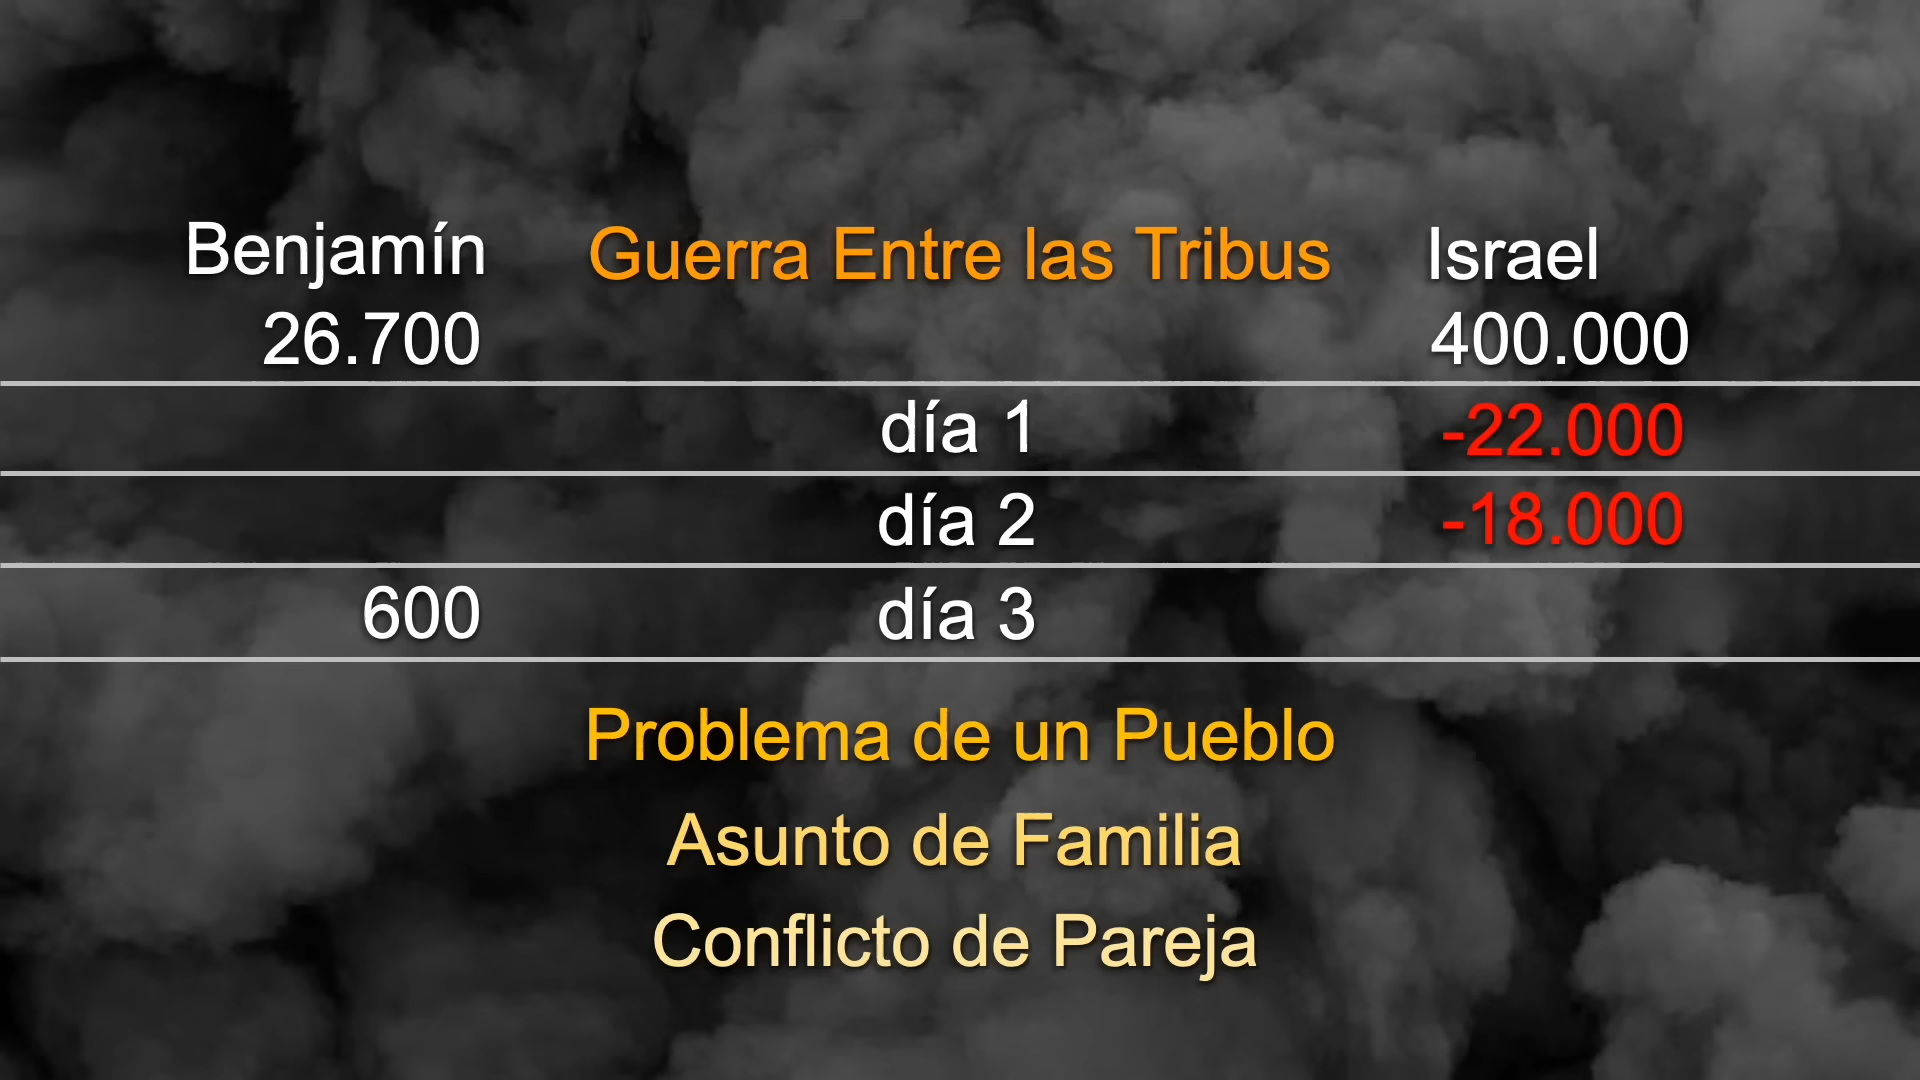 Benjamín Guerra Entre las Tribus Israel
26.700 400.000
día 1 -22.000
día 2 -18.000
600 día 3
Problema de un Pueblo
Asunto de Familia
Conflicto de Pareja